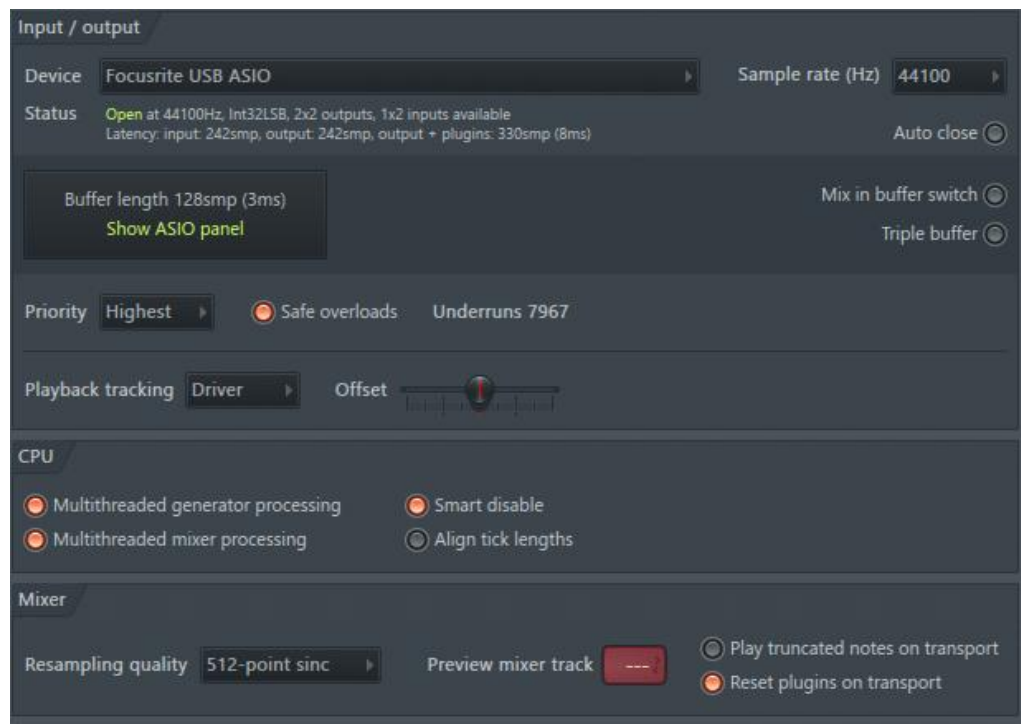 Input / output
Device Focusrite USB ASIO Sample rate (Hz) 44100
Status Open at 44100Hz, Int32LSB, 2x2 outputs, 1x2 inputs available
Latency: input: 242smp, output: 242smp, output + plugins: 330smp (8ms)
Auto close
Buffer length 128smp (3ms)
Show ASIO panel
Mix in buffer switch
Triple buffer
Priority Highest Safe overloads Underruns 7967
Playback tracking Driver Offset
CPU
Multithreaded generator processing Smart disable
Multithreaded mixer processing Align tick lengths
Mixer
Resampling quality 512-point sinc Preview mixer track ---
Play truncated notes on transport
Reset plugins on transport